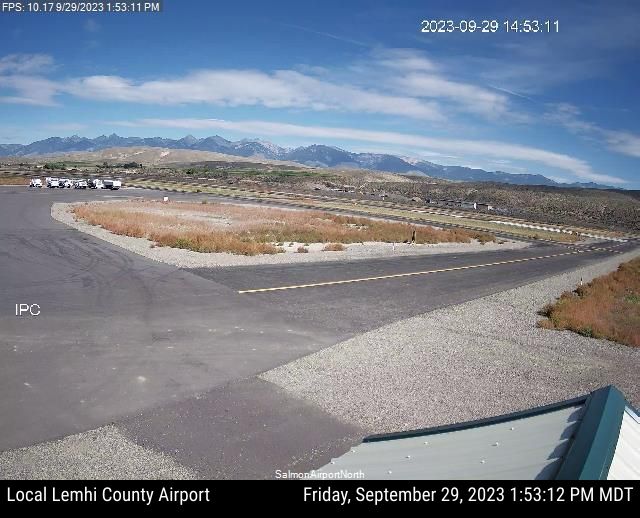 FPS: 10.17 9/29/2023 1:53:11 PM
2023-09-29 14:53:11
IPC
SalmonAirportNorth
Local Lemhi County Airport Friday, September 29, 2023 1:53:12 PM MDT